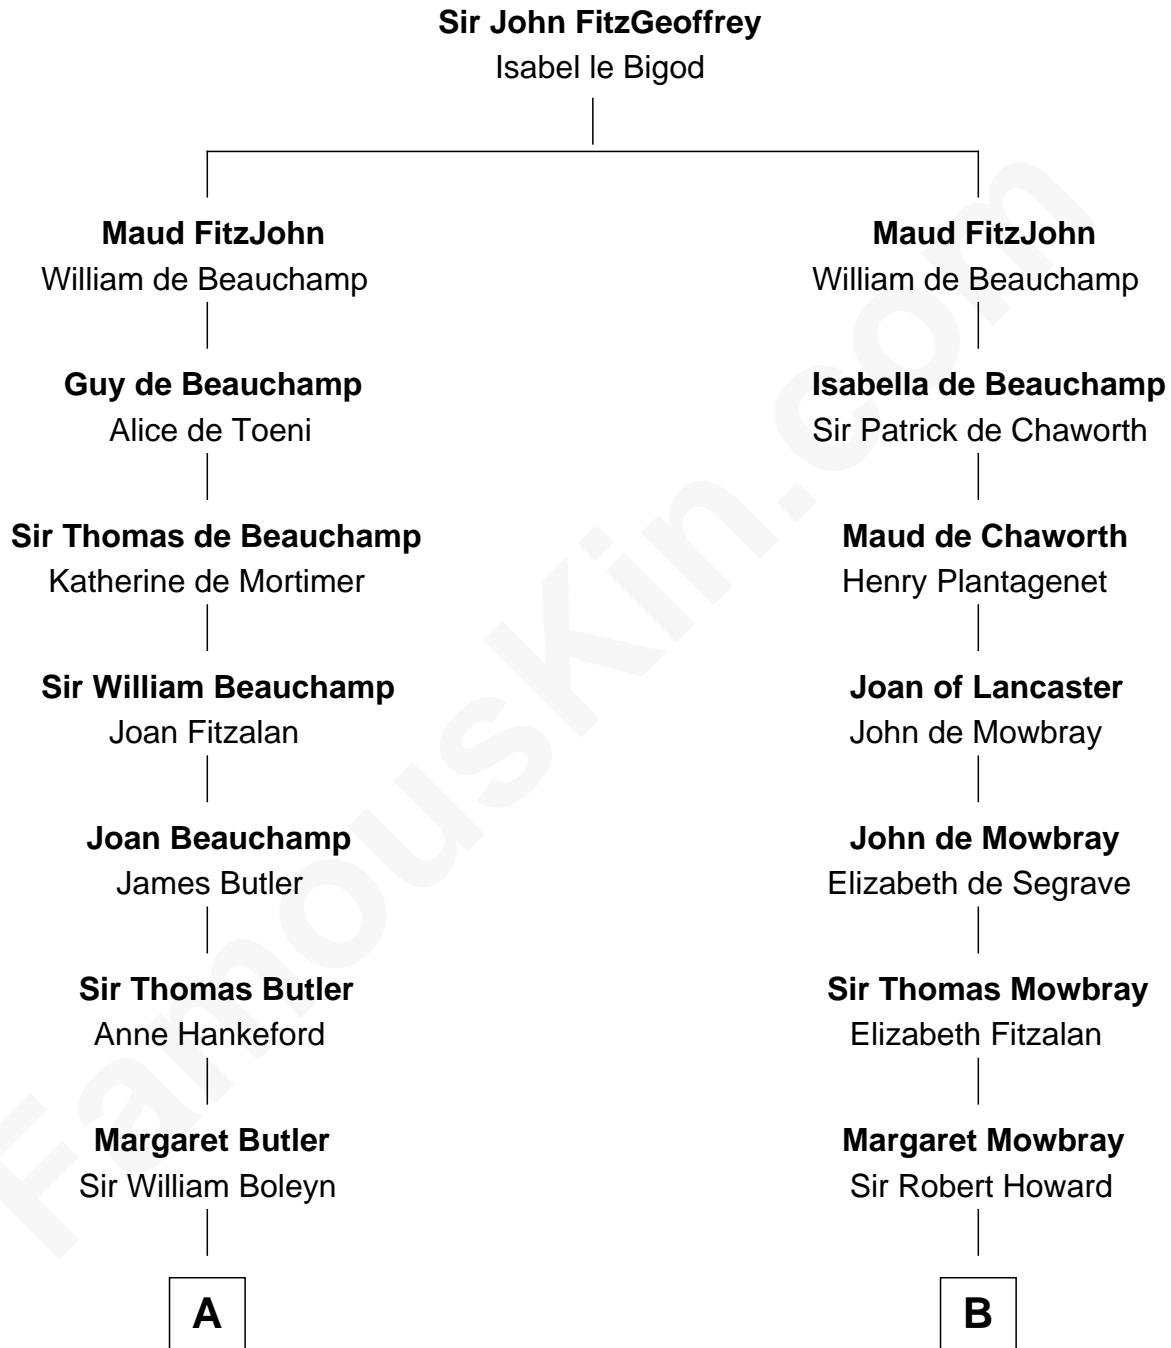 Sir John FitzGeoffrey
Isabel le Bigod
Maud FitzJohn
William de Beauchamp
Maud FitzJohn
William de Beauchamp
Guy de Beauchamp
Alice de Toeni
Isabella de Beauchamp
Sir Patrick de Chaworth
Sir Thomas de Beauchamp
Katherine de Mortimer
Maud de Chaworth
Henry Plantagenet
Sir William Beauchamp
Joan Fitzalan
Joan of Lancaster
John de Mowbray
Joan Beauchamp
James Butler
John de Mowbray
Elizabeth de Segrave
Sir Thomas Butler
Anne Hankeford
Sir Thomas Mowbray
Elizabeth Fitzalan
Margaret Butler
Sir William Boleyn
Margaret Mowbray
Sir Robert Howard
A
B
FamousKin.com